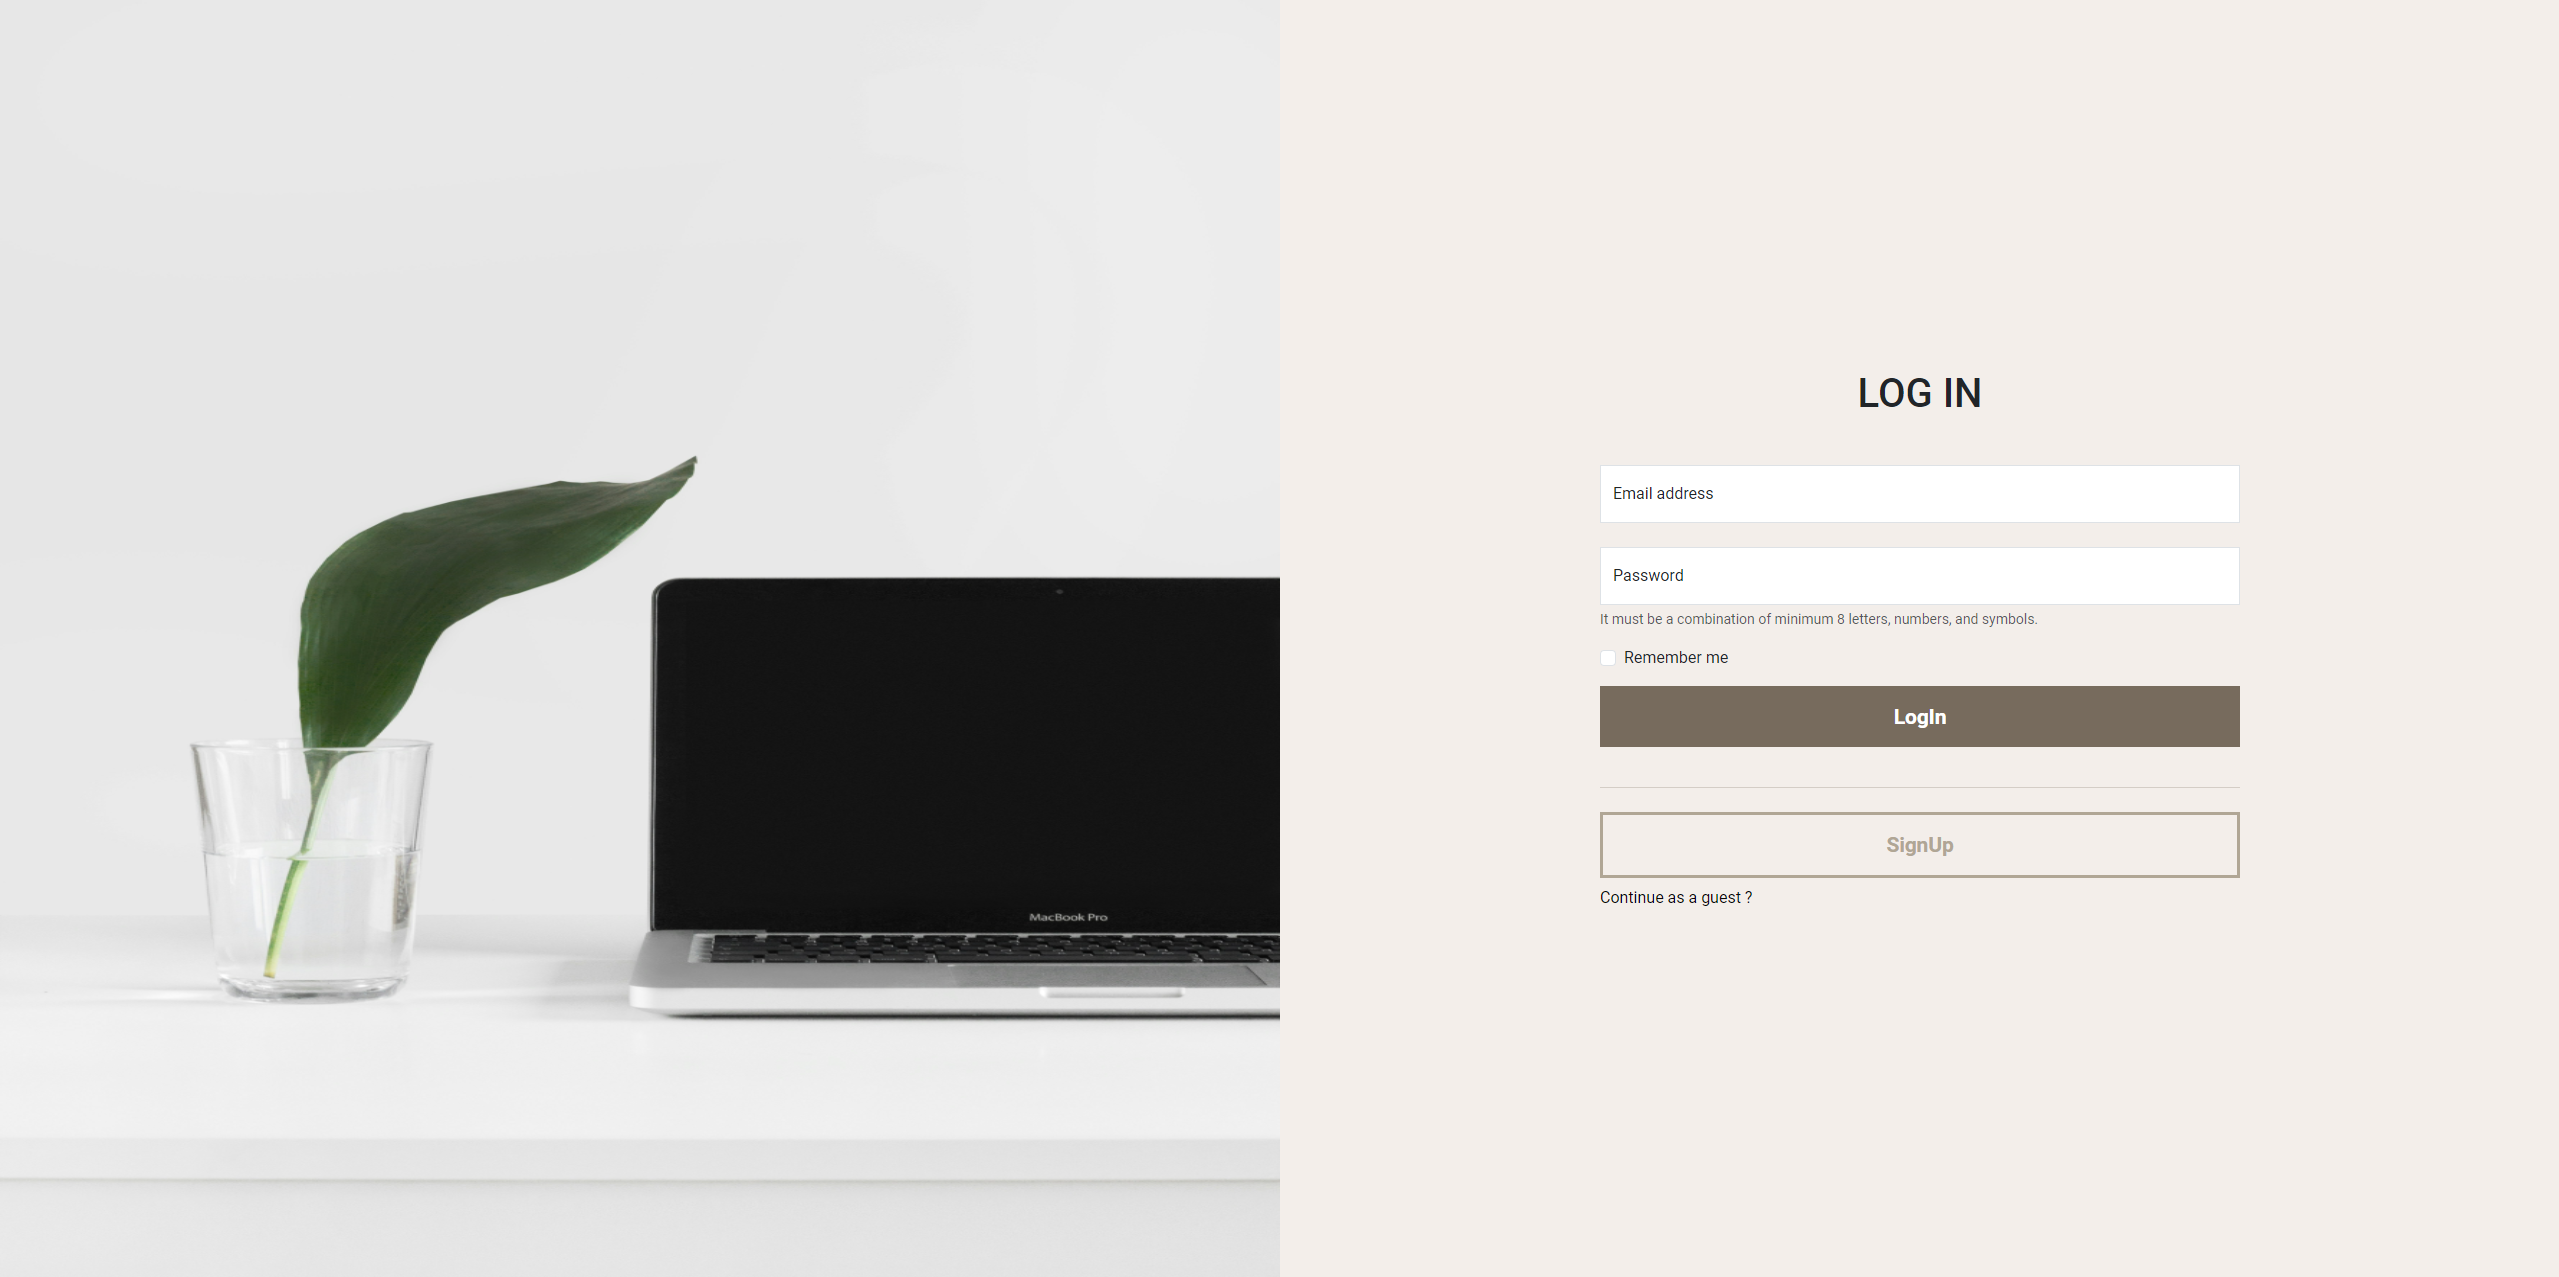 LOG IN
Email address
Password
It must be a combination of minimum 8 letters, numbers, and symbols.
Remember me
LogIn
SignUp
Continue as a guest ?
MacBook Pro